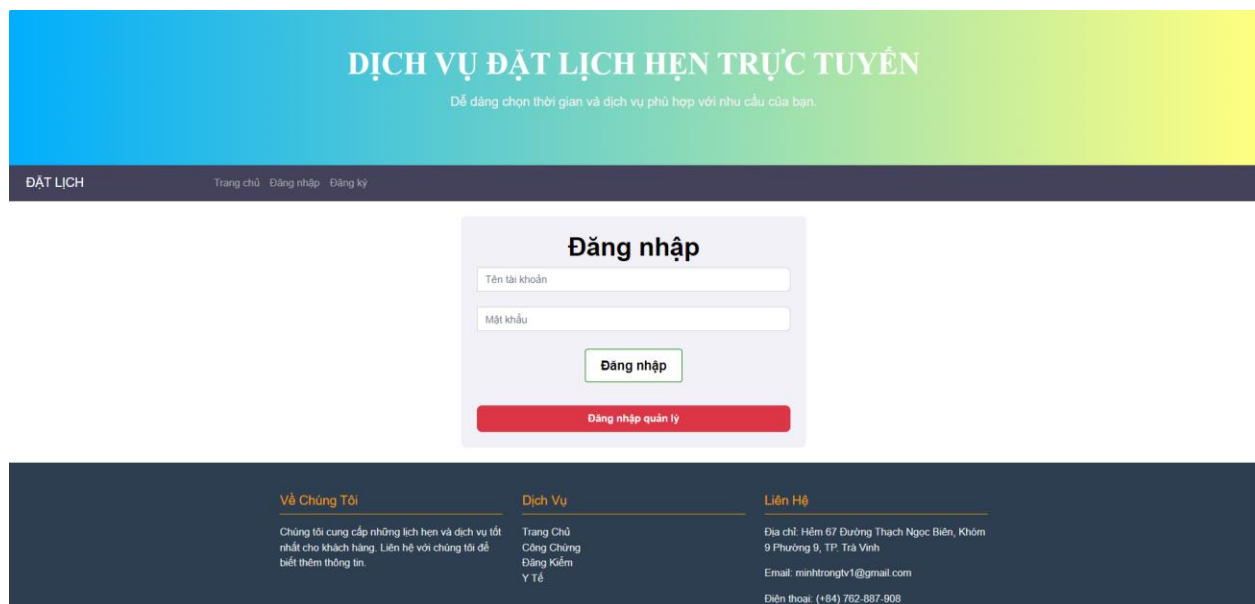 DỊCH VỤ ĐẶT LỊCH HẸN TRỰC TUYẾN
Dễ dàng chọn thời gian và dịch vụ phù hợp với nhu cầu của bạn.
ĐẶT LỊCH
Trang chủ Đăng nhập Đăng ký
Đăng nhập
Tên tài khoản
Mật khẩu
Đăng nhập
Đăng nhập quản lý
Về Chúng Tôi
Chúng tôi cung cấp những lịch hẹn và dịch vụ tốt
nhất cho khách hàng. Liên hệ với chúng tôi để
biết thêm thông tin.
Dịch Vụ
Trang Chủ
Công Chứng
Đăng Kiểm
Y Tế
Liên Hệ
Địa chỉ: Hẻm 67 Đường Thạch Ngọc Biên, Khóm
9 Phường 9, TP. Trà Vinh
Email: minhtrongtv1@gmail.com
Điện thoại: (+84) 762-887-908